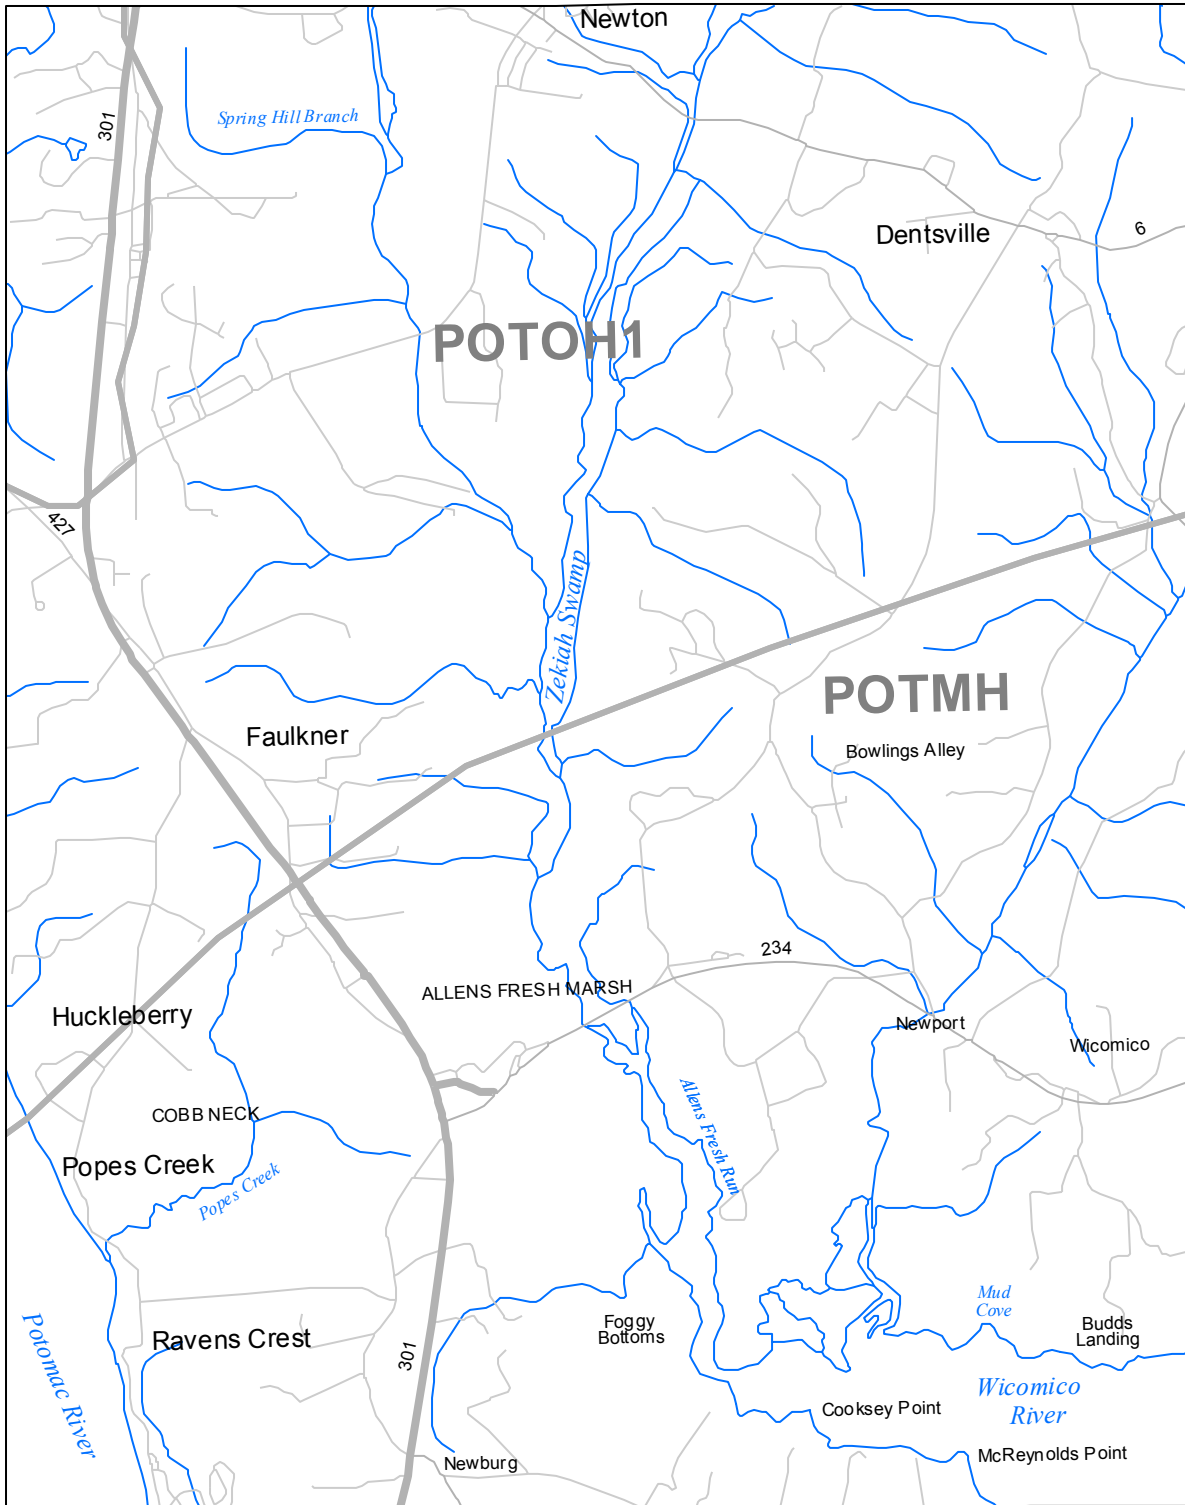 Newton
301
Spring Hill Branch
Dentsville
6
POTOH1
427
Zekiah Swamp
POTMH
Faulkner
Bowlings Alley
234
ALLENS FRESH MARSH
Huckleberry
Newport
Wicomico
COBB NECK
Allens Fresh Run
Popes Creek
Popes Creek
Mud
Cove
Potomac River
Foggy
Bottoms
Budds
Landing
Ravens Crest
301
Wicomico
River
Cooksey Point
McReynolds Point
Newburg